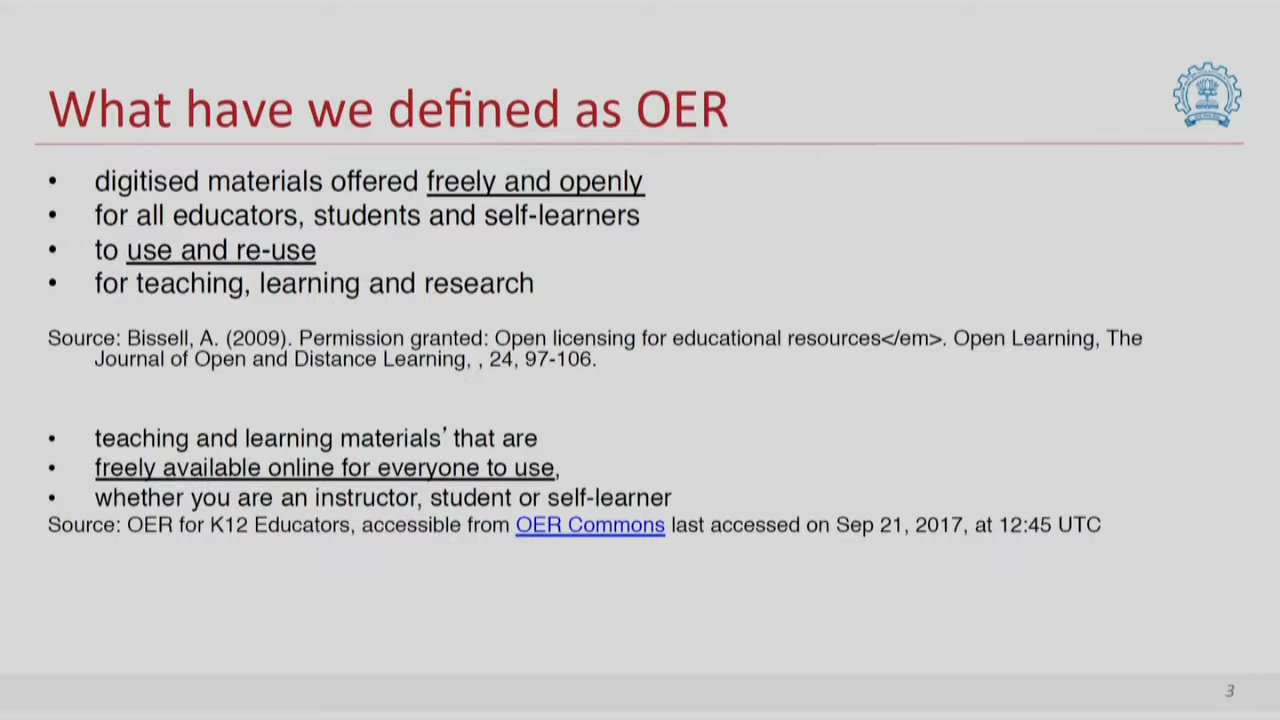 What have we defined as OER
• digitised materials offered freely and openly
• for all educators, students and self-learners
• to use and re-use
• for teaching, learning and research
Source: Bissell, A. (2009). Permission granted: Open licensing for educational resources</em>. Open Learning, The
Journal of Open and Distance Learning, , 24, 97-106.
• teaching and learning materials’ that are
• freely available online for everyone to use,
• whether you are an instructor, student or self-learner
Source: OER for K12 Educators, accessible from OER Commons last accessed on Sep 21, 2017, at 12:45 UTC
3